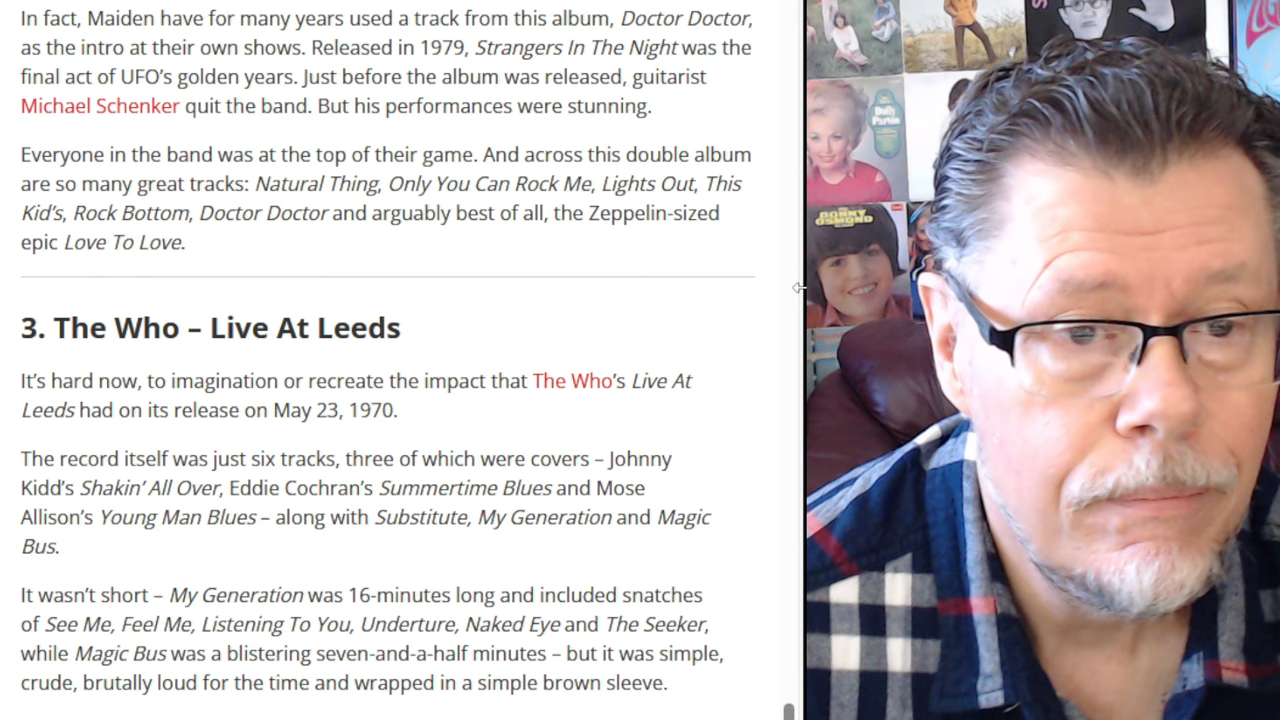 In fact, Maiden have for many years used a track from this album, Doctor Doctor,
as the intro at their own shows. Released in 1979, Strangers In The Night was the
final act of UFO’s golden years. Just before the album was released, guitarist
Michael Schenker quit the band. But his performances were stunning.
Everyone in the band was at the top of their game. And across this double album
are so many great tracks: Natural Thing, Only You Can Rock Me, Lights Out, This
Kid’s, Rock Bottom, Doctor Doctor and arguably best of all, the Zeppelin-sized
epic Love To Love.
3. The Who – Live At Leeds
It’s hard now, to imagination or recreate the impact that The Who’s Live At
Leeds had on its release on May 23, 1970.
The record itself was just six tracks, three of which were covers – Johnny
Kidd’s Shakin’ All Over, Eddie Cochran’s Summertime Blues and Mose
Allison’s Young Man Blues – along with Substitute, My Generation and Magic
Bus.
It wasn’t short – My Generation was 16-minutes long and included snatches
of See Me, Feel Me, Listening To You, Underture, Naked Eye and The Seeker,
while Magic Bus was a blistering seven-and-a-half minutes – but it was simple,
crude, brutally loud for the time and wrapped in a simple brown sleeve.
Dolly
Parton
DONNY
OSMOND